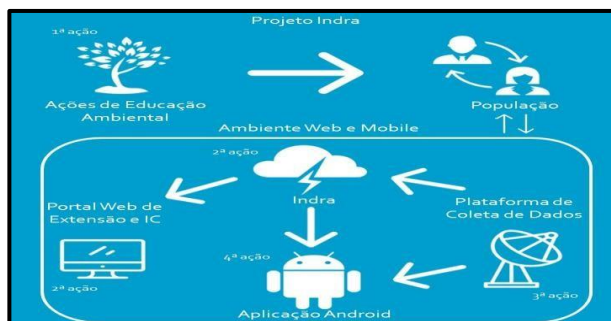 Projeto Indra
1ª ação
Ações de Educação
Ambiental
População
Ambiente Web e Mobile
2ª ação
Indra
Portal Web de
Extensão e IC
2ª ação
Plataforma de
Coleta de Dados
3ª ação
4ª ação
Aplicação Android